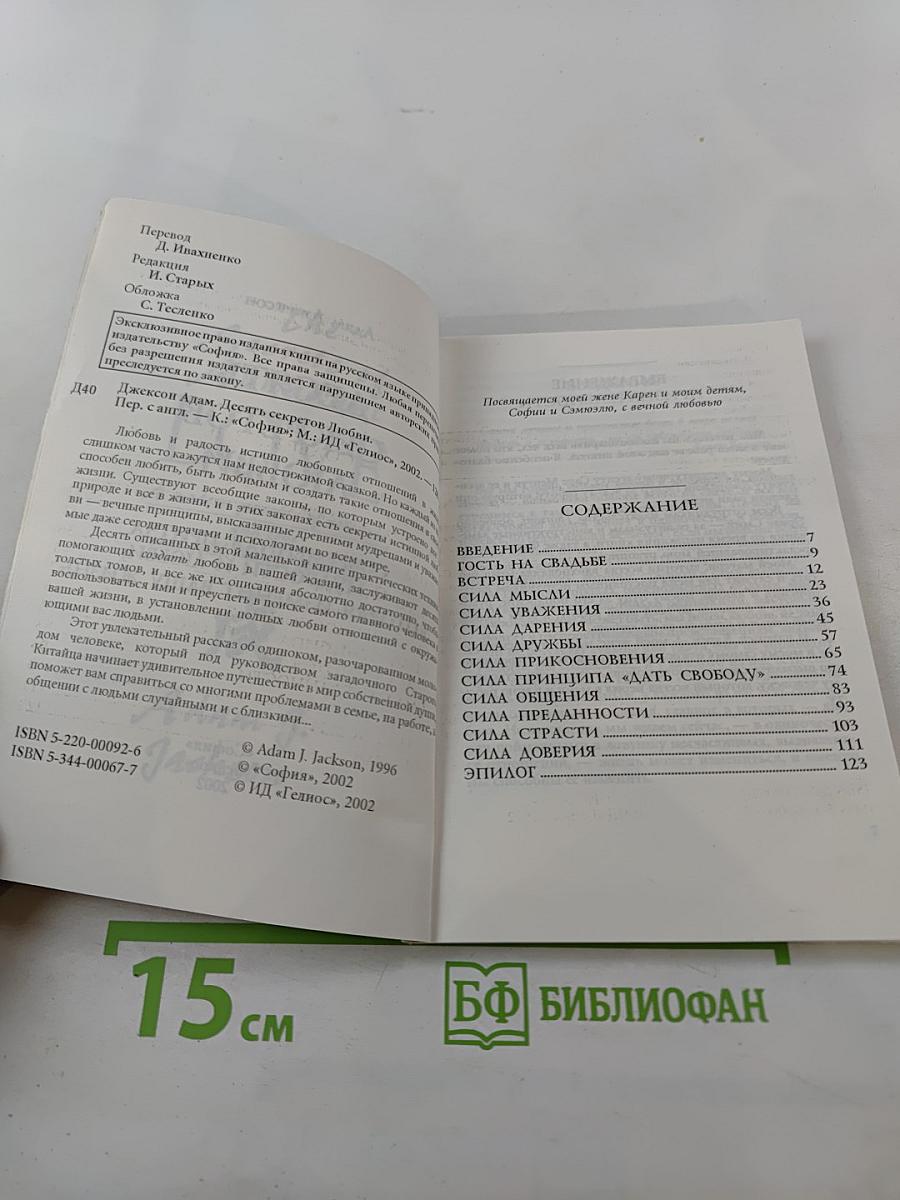 Перевод
Д. Ивахненко
Редакция
И. Старых
Обложка
С. Тесленко
Эксклюзивное право издания книги на русском языке
издательству «София». Все права защищены. Любая
без разрешения издателя является нарушением авторских
преследуется по закону.
Д40 Джексон Адам. Десять секретов Любви.
Пер. с англ. — К.: «София»; М.: ИД «Гелиос», 2002. —
Любовь и радость истинно любовных отношений в
слишком часто кажутся нам недостижимой сказкой. Но каждый
способен любить, быть любимым и создать такие отношения в
жизни. Существуют всеобщие законы, по которым устроено
природе и все в жизни, и в этих законах есть секреты истинной
ви — вечные принципы, высказанные древними мудрецами и
мые даже сегодня врачами и психологами во всем мире.
Десять описанных в этой маленькой книге практических
помогающих создать любовь в вашей жизни, заслуживают
толстых томов, и все же их описания абсолютно достаточно,
воспользоваться ими и преуспеть в поиске самого главного человека
вашей жизни, в установлении полных любви отношений с
ющими вас людьми.
Этот увлекательный рассказ об одиноком, разочарованном
дом человеке, который под руководством загадочного
Китайца начинает удивительное путешествие в мир собственной души,
поможет вам справиться со многими проблемами в семье, на работе,
общении с людьми случайными и с близкими...
ISBN 5-220-00092-6
ISBN 5-344-00067-7
© Adam J. Jackson, 1996
© «София», 2002
© ИД «Гелиос», 2002
Посвящается моей жене Карен и моим детям,
Софии и Сэмюэлю, с вечной любовью
СОДЕРЖАНИЕ
ВВЕДЕНИЕ 7
ГОСТЬ НА СВАДЬБЕ 9
ВСТРЕЧА 12
СИЛА МЫСЛИ 23
СИЛА УВАЖЕНИЯ 36
СИЛА ДАРЕНИЯ 45
СИЛА ДРУЖБЫ 57
СИЛА ПРИКОСНОВЕНИЯ 65
СИЛА ПРИНЦИПА «ДАТЬ СВОБОДУ» 74
СИЛА ОБЩЕНИЯ 83
СИЛА ПРЕДАННОСТИ 93
СИЛА СТРАСТИ 103
СИЛА ДОВЕРИЯ 111
ЭПИЛОГ 123
15 см
БФ БИБЛИОФАН